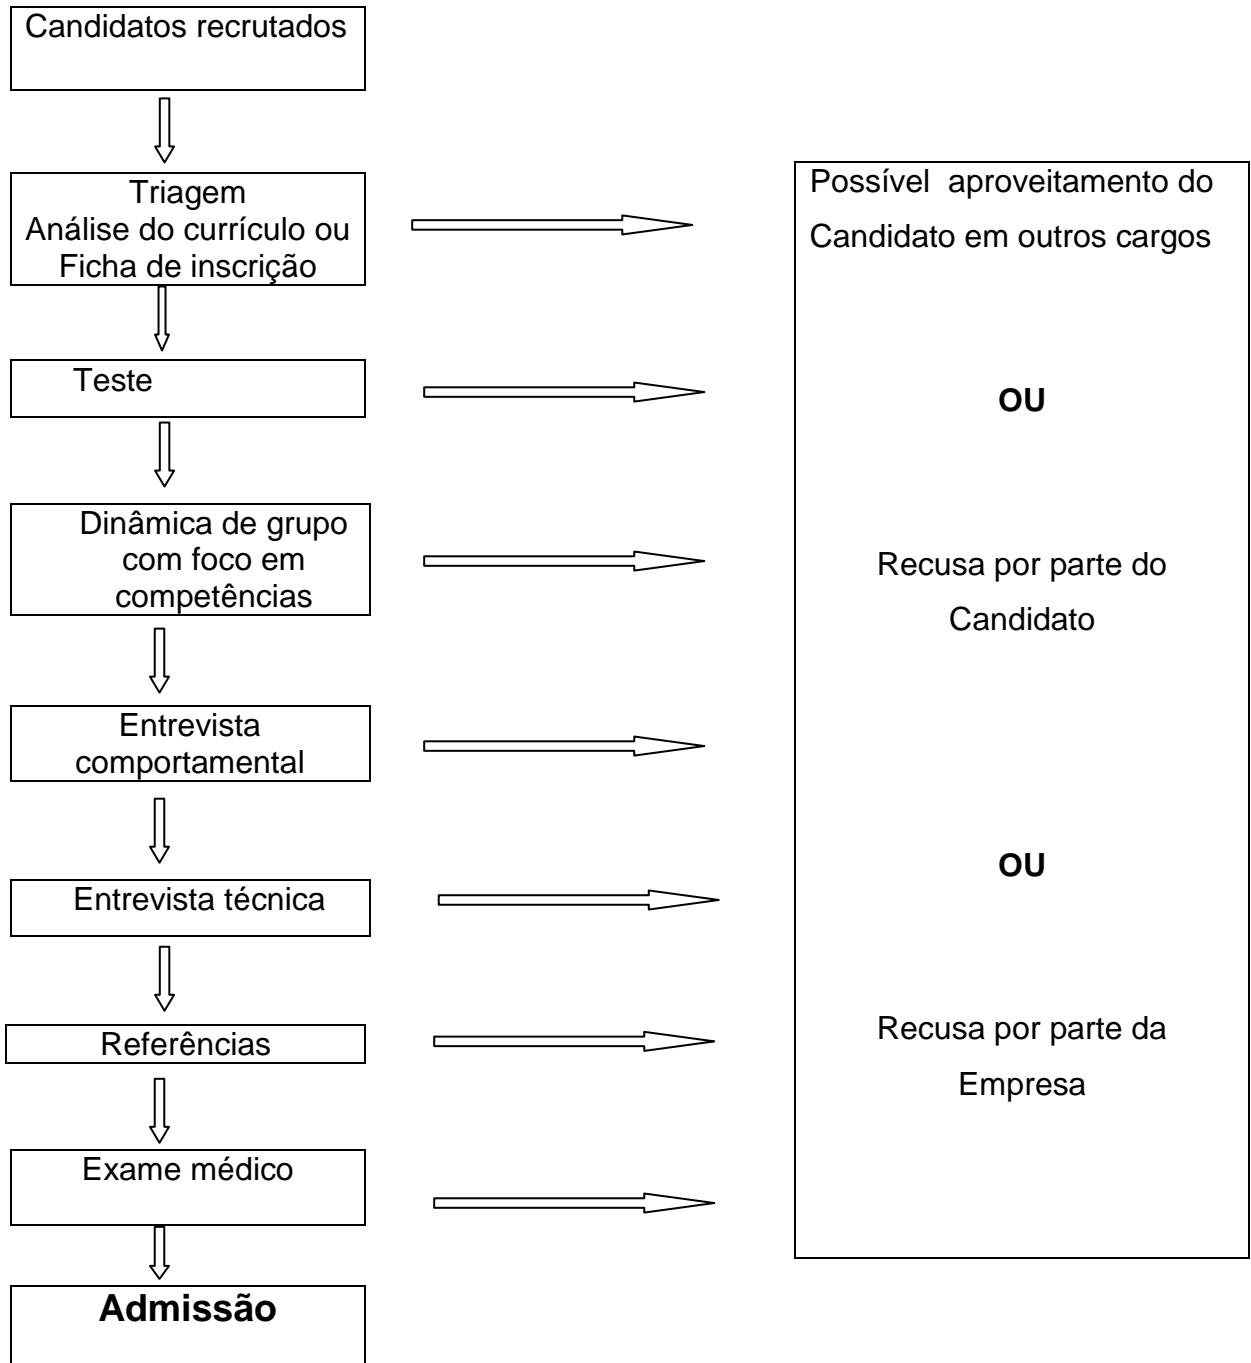 Candidatos recrutados
Triagem
Análise do currículo ou
Ficha de inscrição
Teste
Dinâmica de grupo
com foco em
competências
Entrevista
comportamental
Entrevista técnica
Referências
Exame médico
Admissão
Possível aproveitamento do
Candidato em outros cargos
OU
Recusa por parte do
Candidato
OU
Recusa por parte da
Empresa